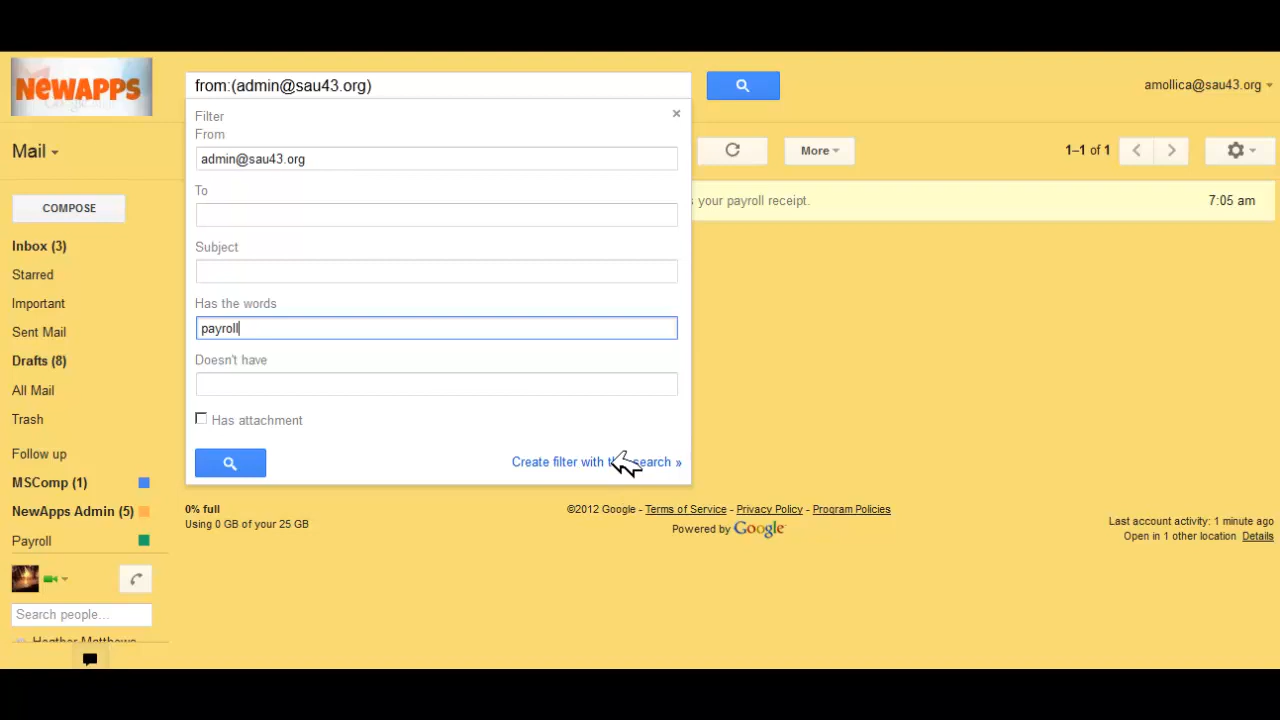 NewApps
from:(admin@sau43.org)
amollica@sau43.org
Filter
From
admin@sau43.org
To
Subject
Has the words
payroll
Doesn't have
Has attachment
Create filter with search »
Mail
More
1–1 of 1
your payroll receipt.
7:05 am
COMPOSE
Inbox (3)
Starred
Important
Sent Mail
Drafts (8)
All Mail
Trash
Follow up
MSComp (1)
NewApps Admin (5)
Payroll
Search people...
Heather Matthews
0% full
Using 0 GB of your 25 GB
©2012 Google - Terms of Service - Privacy Policy - Program Policies
Powered by Google
Last account activity: 1 minute ago
Open in 1 other location Details